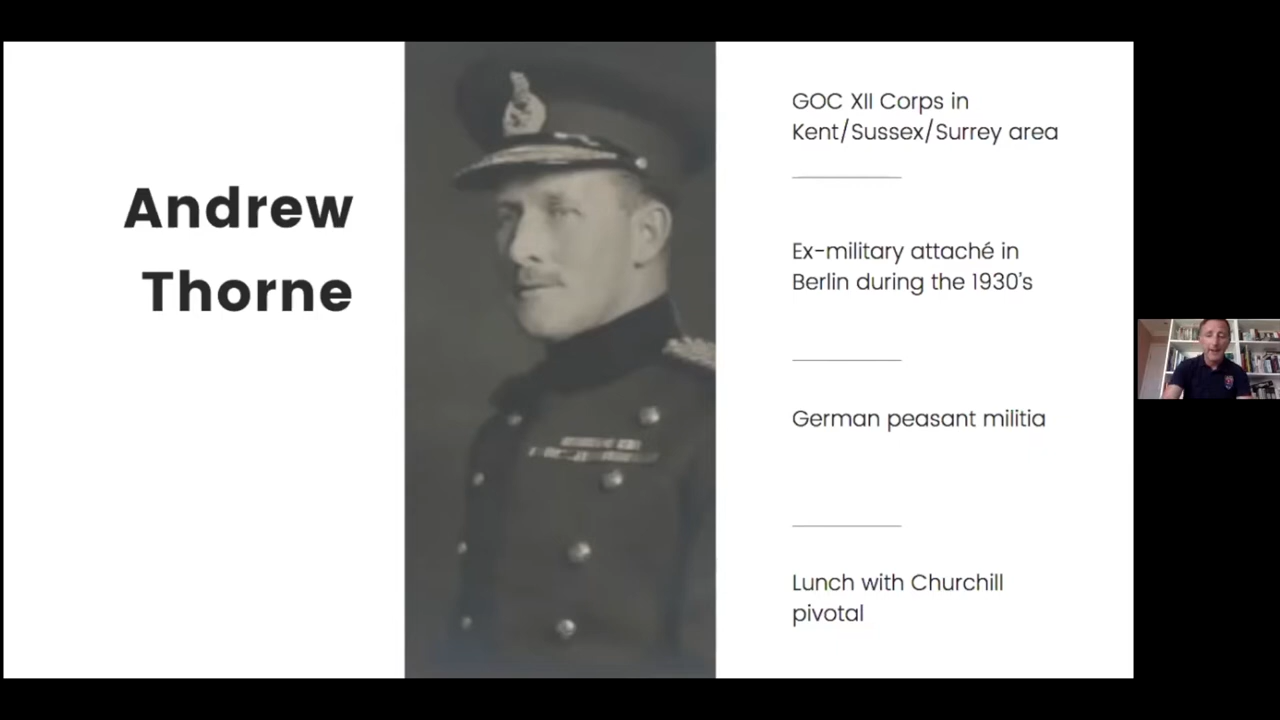 Andrew
Thorne
GOC XII Corps in
Kent/Sussex/Surrey area
Ex-military attaché in
Berlin during the 1930's
German peasant militia
Lunch with Churchill
pivotal